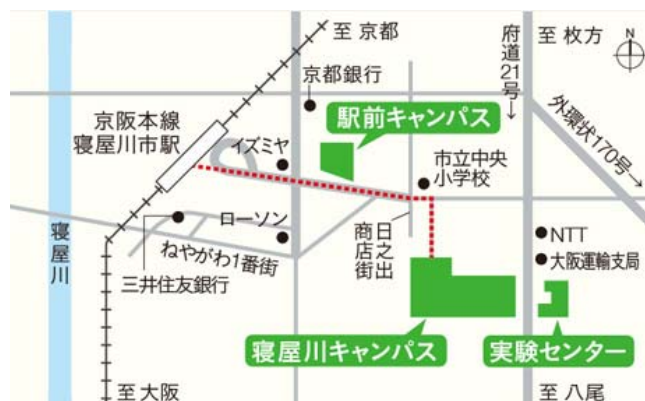 至 京都
京都銀行
府道21号→
至 枚方
N
外環状170号→
京阪本線
寝屋川市駅
イズミヤ
駅前キャンパス
市立中央
小学校
寝屋川
ローソン
ねやがわ1番街
三井住友銀行
日之出
商店街
NTT
大阪運輸支局
寝屋川キャンパス
実験センター
至 大阪
至 八尾